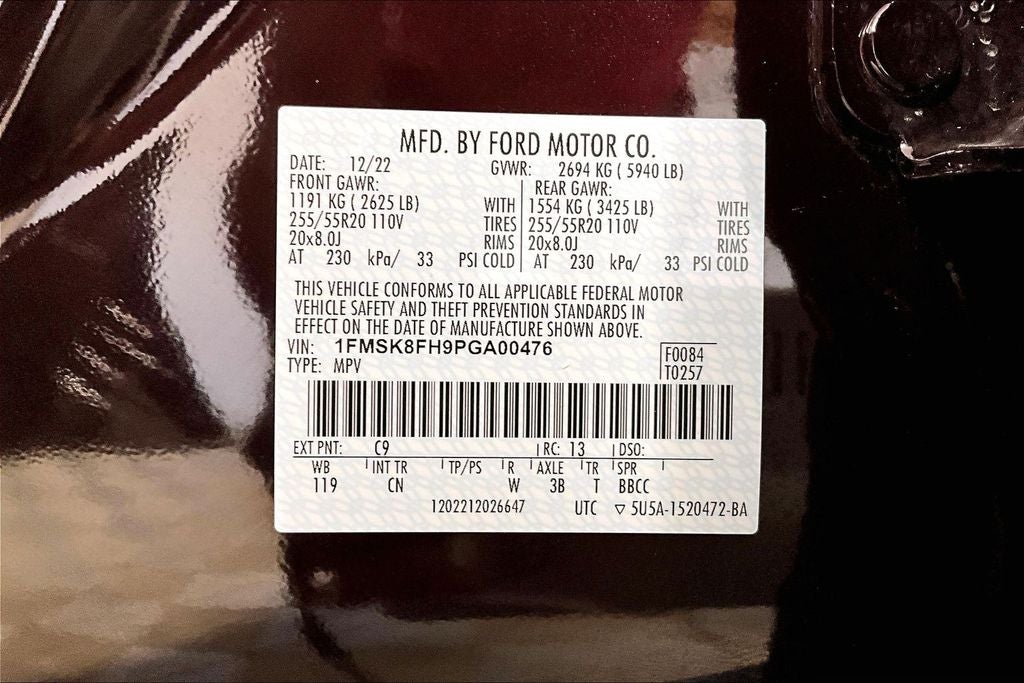 MFD. BY FORD MOTOR CO.
DATE: 12/22 GVWR: 2694 KG ( 5940 LB)
FRONT GAWR: REAR GAWR:
1191 KG ( 2625 LB) WITH 1554 KG ( 3425 LB) WITH
255/55R20 110V TIRES 255/55R20 110V TIRES
20x8.0J RIMS 20x8.0J RIMS
AT 230 kPa/ 33 PSI COLD AT 230 kPa/ 33 PSI COLD
THIS VEHICLE CONFORMS TO ALL APPLICABLE FEDERAL MOTOR
VEHICLE SAFETY AND THEFT PREVENTION STANDARDS IN
EFFECT ON THE DATE OF MANUFACTURE SHOWN ABOVE.
VIN: 1FMSK8FH9PGA00476
F0084
TYPE: MPV T0257
EXT PNT: C9 RC: 13 DSO:
WB INT TR TP/PS R AXLE TR SPR
119 CN W 3B T BBCC
1202212026647 UTC ▽ 5U5A-1520472-BA